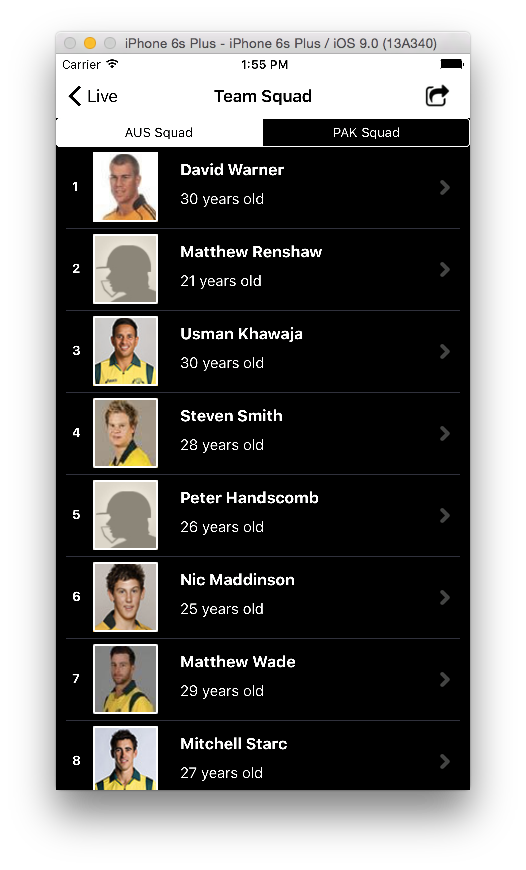 iPhone 6s Plus - iPhone 6s Plus / iOS 9.0 (13A340)
Carrier 1:55 PM
Live Team Squad
AUS Squad PAK Squad
1 David Warner
30 years old
2 Matthew Renshaw
21 years old
3 Usman Khawaja
30 years old
4 Steven Smith
28 years old
5 Peter Handscomb
26 years old
6 Nic Maddinson
25 years old
7 Matthew Wade
29 years old
8 Mitchell Starc
27 years old